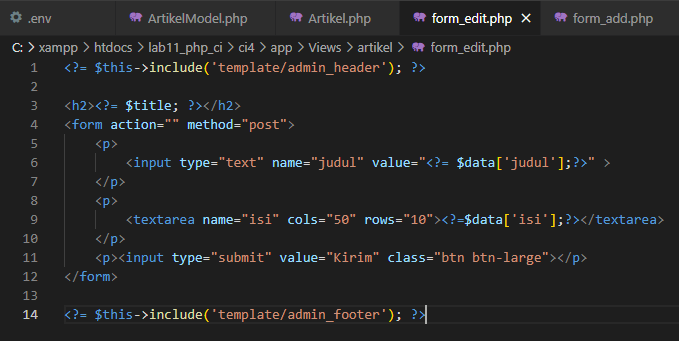 .env ArtikelModel.php Artikel.php form_edit.php × form_add.php
C: > xampp > htdocs > lab11_php_ci > ci4 > app > Views > artikel > form_edit.php
1 <?= $this->include('template/admin_header'); ?>
2
3 <h2><?= $title; ?></h2>
4 <form action="" method="post">
5     <p>
6         <input type="text" name="judul" value="<?= $data['judul'];?>" >
7     </p>
8     <p>
9         <textarea name="isi" cols="50" rows="10"><?=$data['isi'];?></textarea>
10     </p>
11     <p><input type="submit" value="Kirim" class="btn btn-large"></p>
12 </form>
13
14 <?= $this->include('template/admin_footer'); ?>